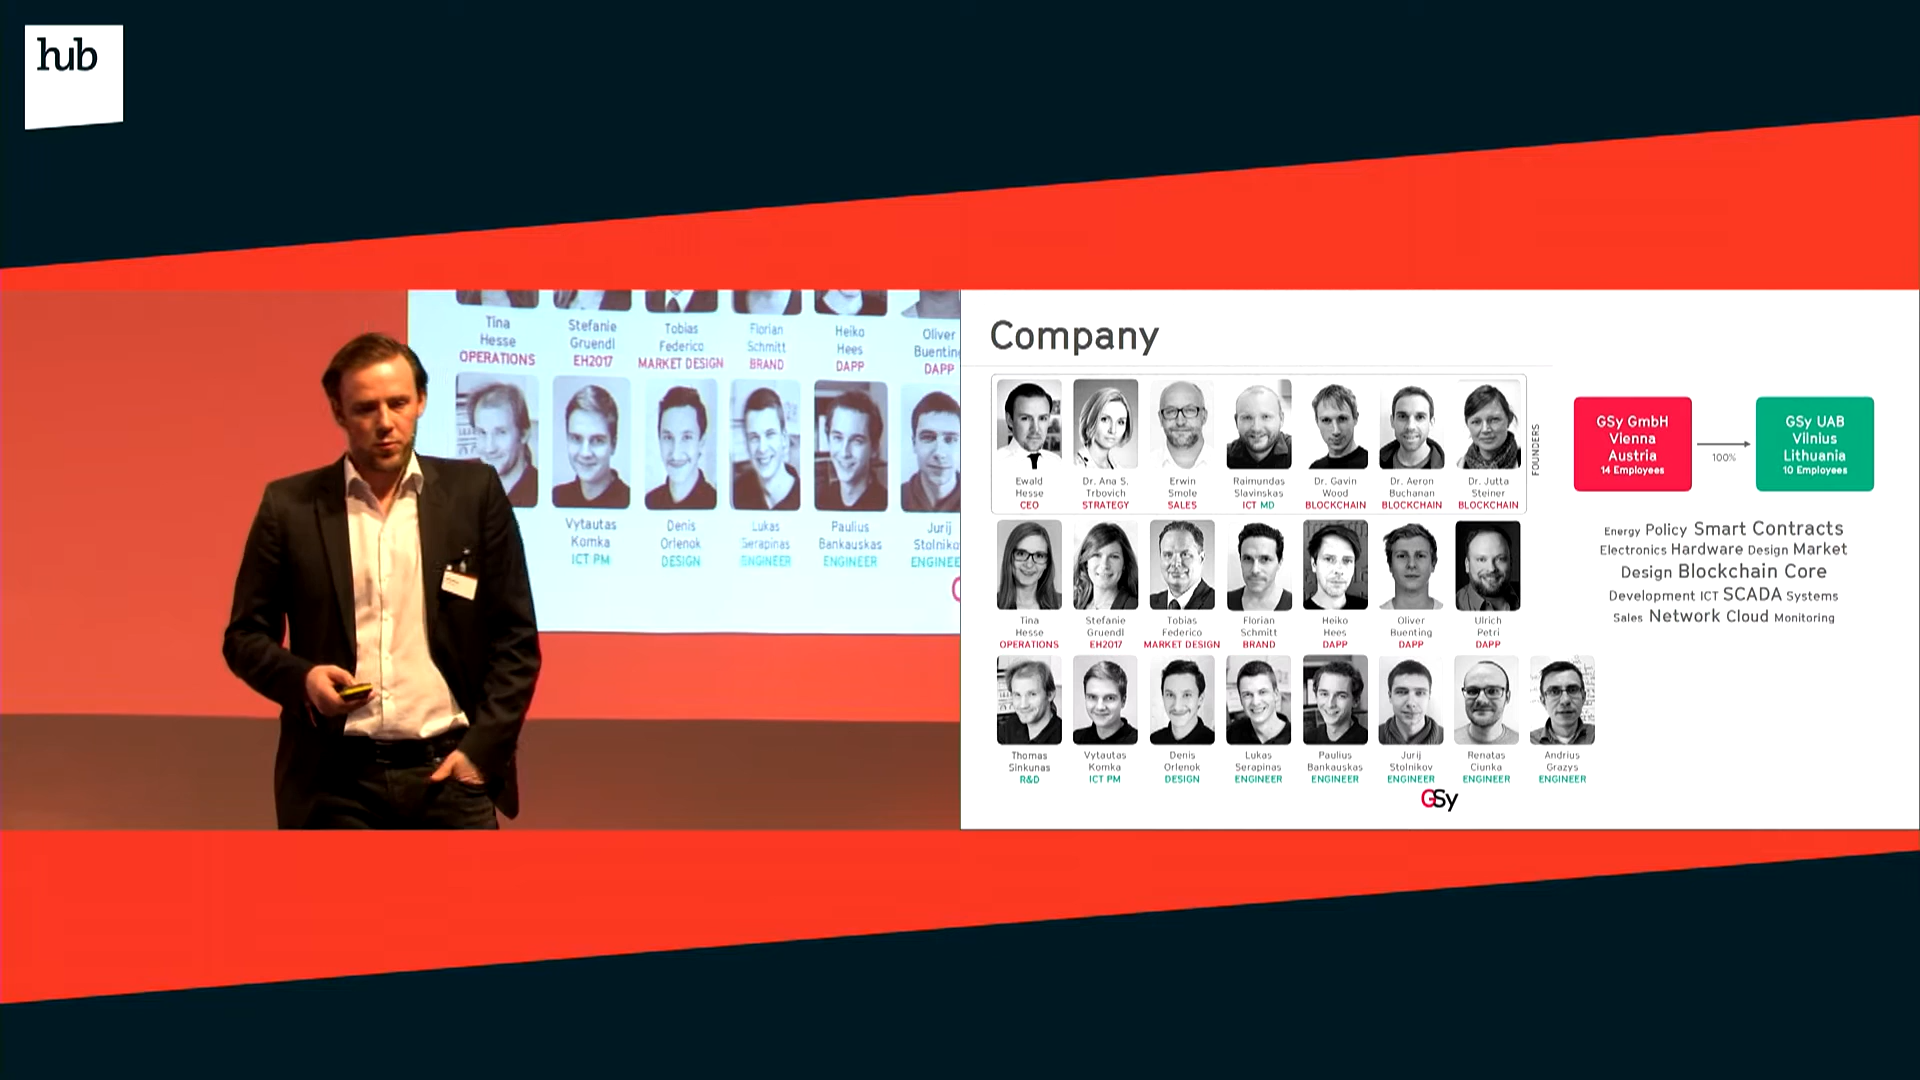 hub
Tina
Hesse
OPERATIONS
Stefanie
Gruendl
EH2017
Tobias
Federico
MARKET DESIGN
Florian
Schmitt
BRAND
Heiko
Hees
DAPP
Oliver
Buenting
DAPP
Vytautas
Komka
ICT PM
Denis
Orlenok
DESIGN
Lukas
Serapinas
ENGINEER
Paulius
Bankauskas
ENGINEER
Jurij
Stolniko
ENGINEE
Company
Ewald
Hesse
CEO
Dr. Ana S.
Trbovich
STRATEGY
Erwin
Smole
SALES
Raimundas
Slavinskas
ICT MD
Dr. Gavin
Wood
BLOCKCHAIN
Dr. Aeron
Buchanan
BLOCKCHAIN
Dr. Jutta
Steiner
BLOCKCHAIN
FOUNDERS
Tina
Hesse
OPERATIONS
Stefanie
Gruendl
EH2017
Tobias
Federico
MARKET DESIGN
Florian
Schmitt
BRAND
Heiko
Hees
DAPP
Oliver
Buenting
DAPP
Ulrich
Petri
DAPP
Thomas
Sinkunas
R&D
Vytautas
Komka
ICT PM
Denis
Orlenok
DESIGN
Lukas
Serapinas
ENGINEER
Paulius
Bankauskas
ENGINEER
Jurij
Stolnikov
ENGINEER
Renatas
Ciunka
ENGINEER
Andrius
Grazys
ENGINEER
GSy
GSy GmbH
Vienna
Austria
14 Employees
100%
GSy UAB
Vilnius
Lithuania
10 Employees
Energy Policy Smart Contracts
Electronics Hardware Design Market
Design Blockchain Core
Development ICT SCADA Systems
Sales Network Cloud Monitoring